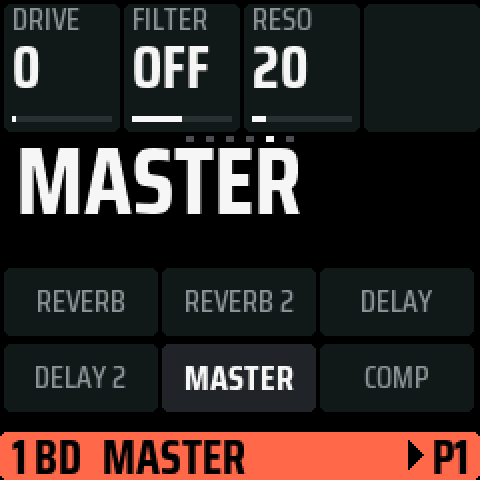 DRIVE FILTER RESO
0 OFF 20
MASTER
REVERB REVERB 2 DELAY
DELAY 2 MASTER COMP
1 BD MASTER P1